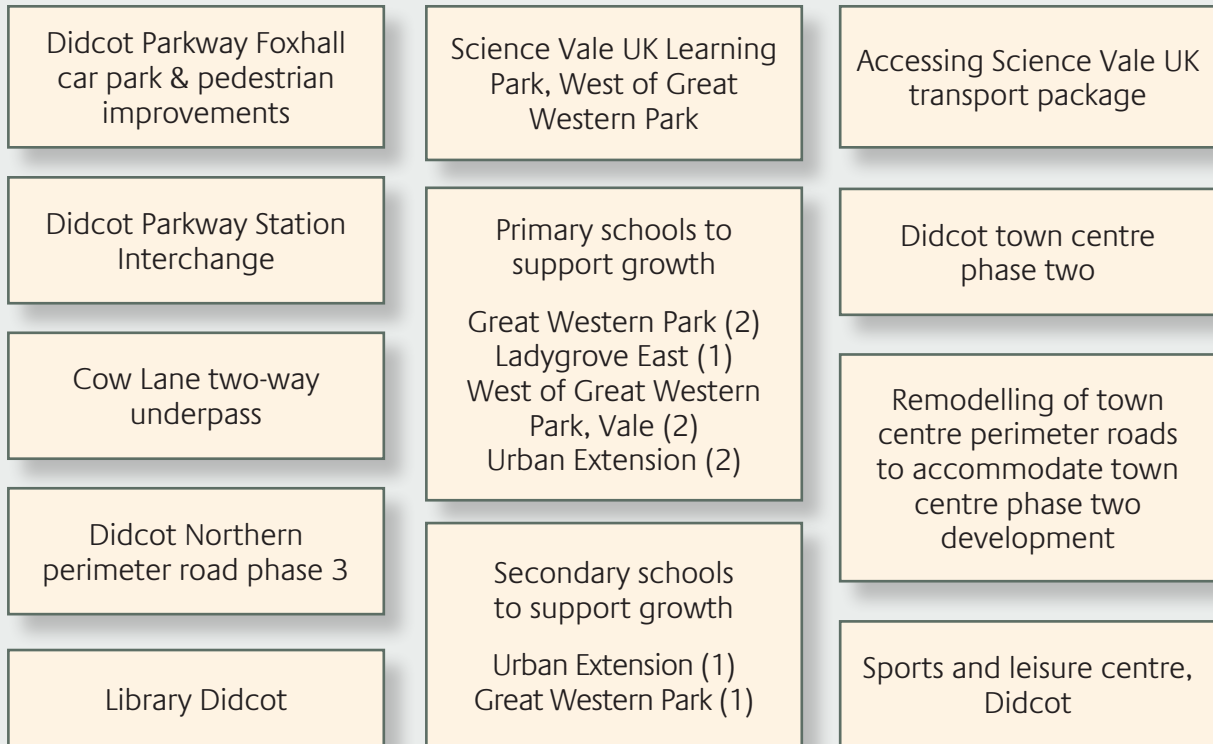 Didcot Parkway Foxhall
car park & pedestrian
improvements
Didcot Parkway Station
Interchange
Cow Lane two-way
underpass
Didcot Northern
perimeter road phase 3
Library Didcot
Science Vale UK Learning
Park, West of Great
Western Park
Primary schools to
support growth
Great Western Park (2)
Ladygrove East (1)
West of Great Western
Park, Vale (2)
Urban Extension (2)
Secondary schools
to support growth
Urban Extension (1)
Great Western Park (1)
Accessing Science Vale UK
transport package
Didcot town centre
phase two
Remodelling of town
centre perimeter roads
to accommodate town
centre phase two
development
Sports and leisure centre,
Didcot